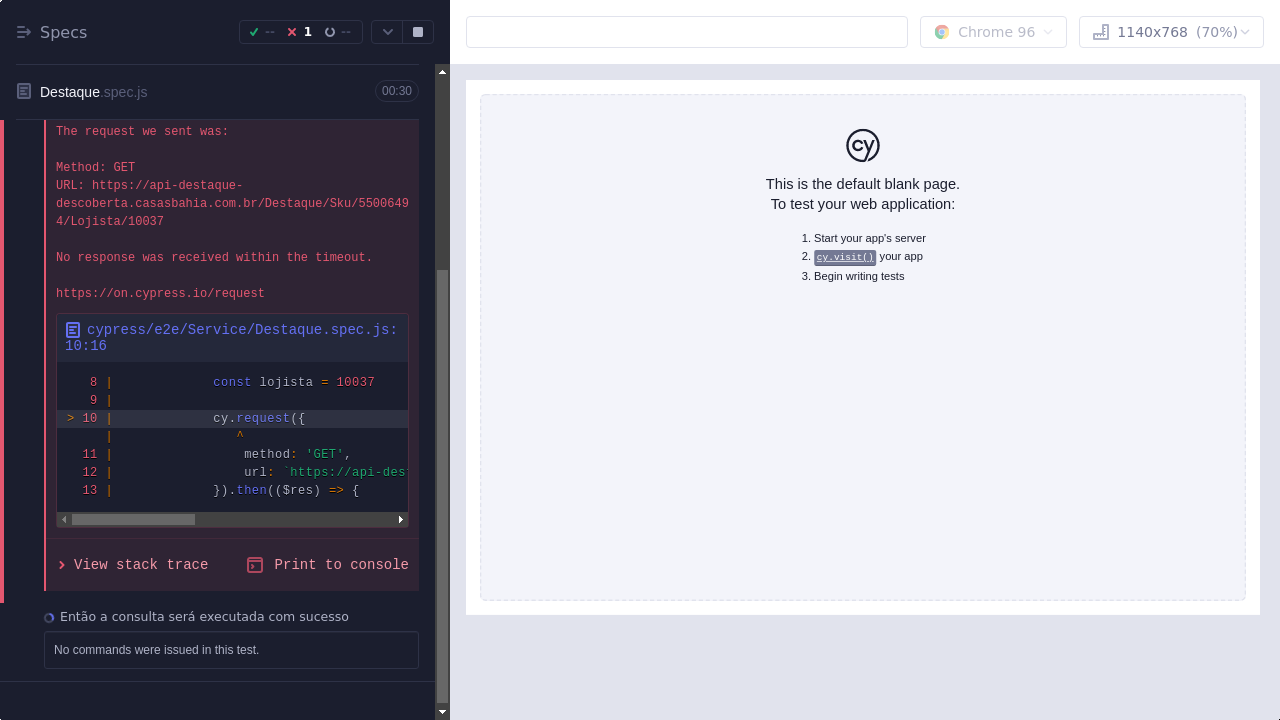 Specs
--
1
--
Chrome 96
1140x768 (70%)
Destaque.spec.js
00:30
The request we sent was:
Method: GET
URL: https://api-destaque-
descoberta.casasbahia.com.br/Destaque/Sku/5500649
4/Lojista/10037
No response was received within the timeout.
https://on.cypress.io/request
cypress/e2e/Service/Destaque.spec.js:
10:16
8 | const lojista = 10037
9 |
> 10 | cy.request({
| ^
11 | method: 'GET',
12 | url: `https://api-dest
13 | }).then(($res) => {
View stack trace
Print to console
Então a consulta será executada com sucesso
No commands were issued in this test.
cy
This is the default blank page.
To test your web application:
1. Start your app's server
2. cy.visit() your app
3. Begin writing tests